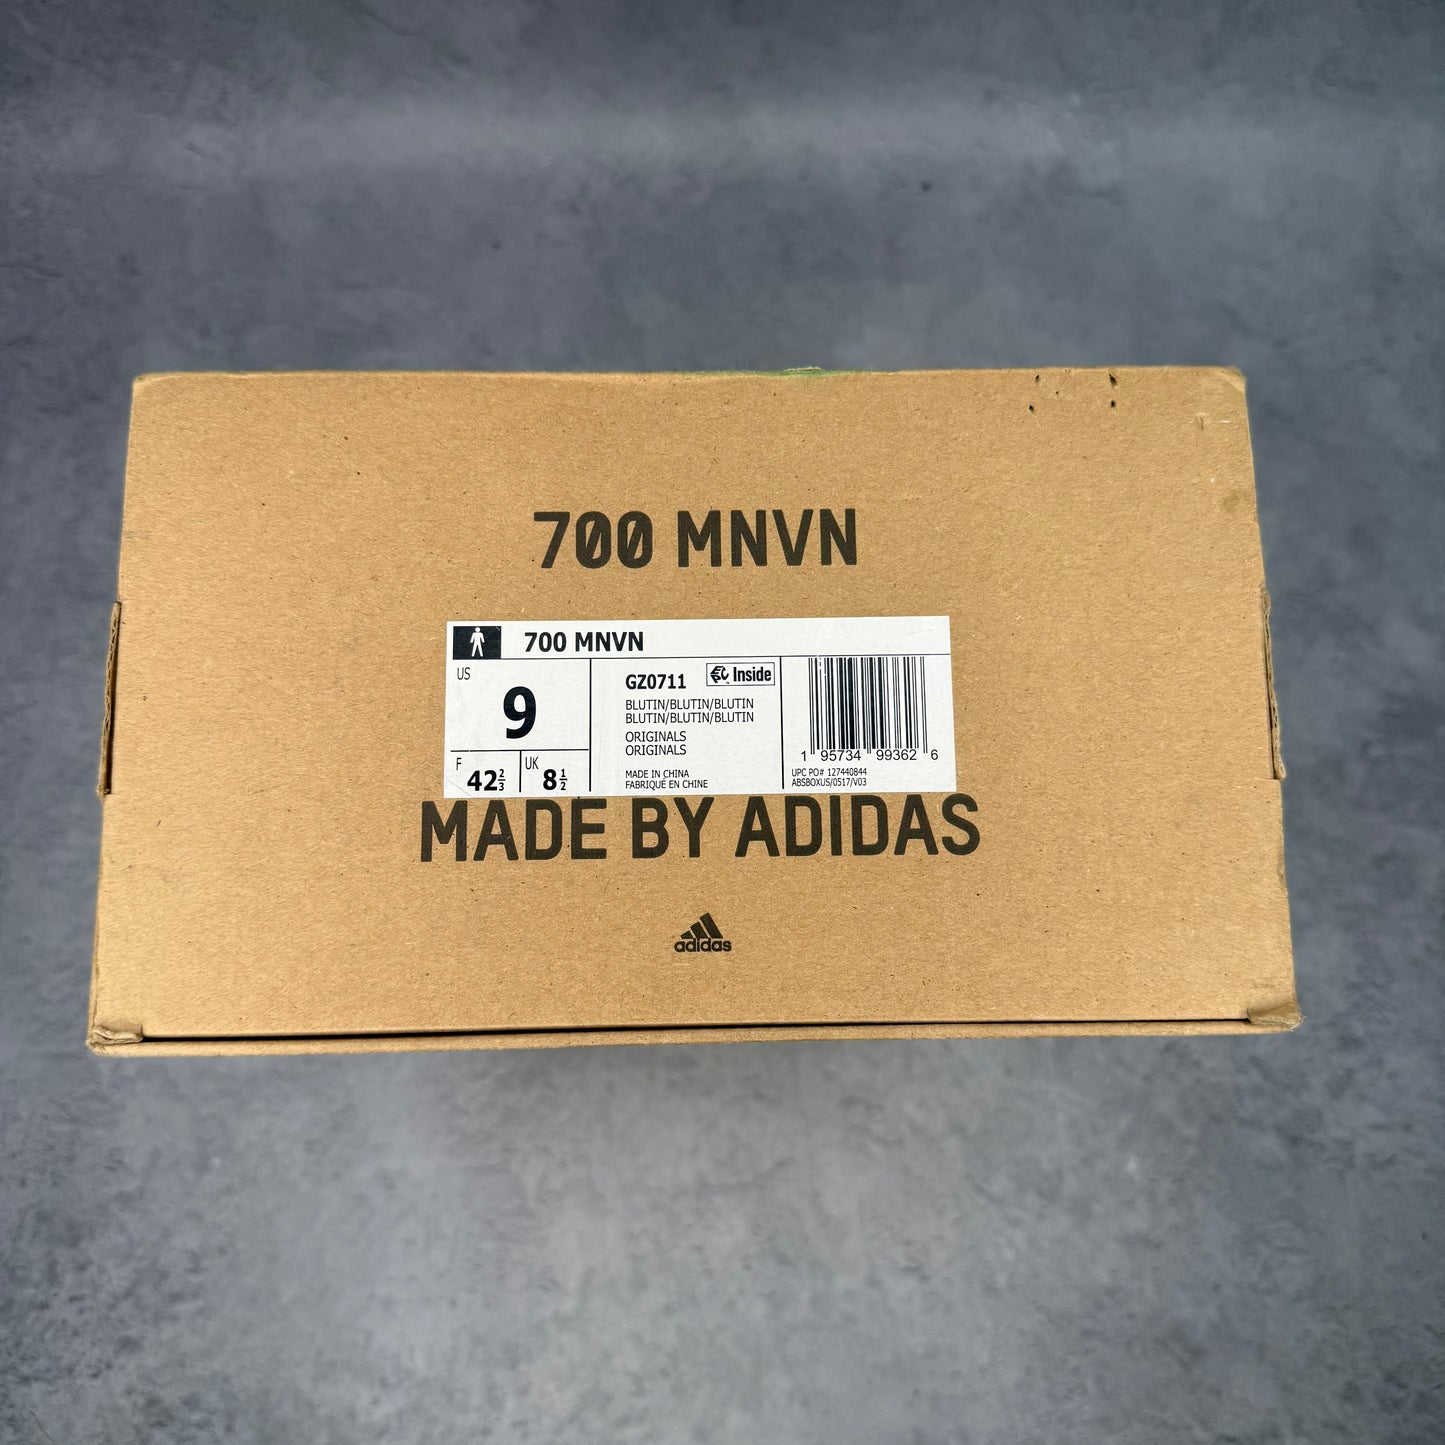 700 MNVN
700 MNVN
US
9
F 42 2/3
UK 8 1/2
GZ0711
Inside
BLUTIN/BLUTIN/BLUTIN
BLUTIN/BLUTIN/BLUTIN
ORIGINALS
ORIGINALS
MADE IN CHINA
FABRIQUÉ EN CHINE
1 95734 99362 6
UPC PO# 127440844
ABSBOXUS/0517/V03
MADE BY ADIDAS
adidas